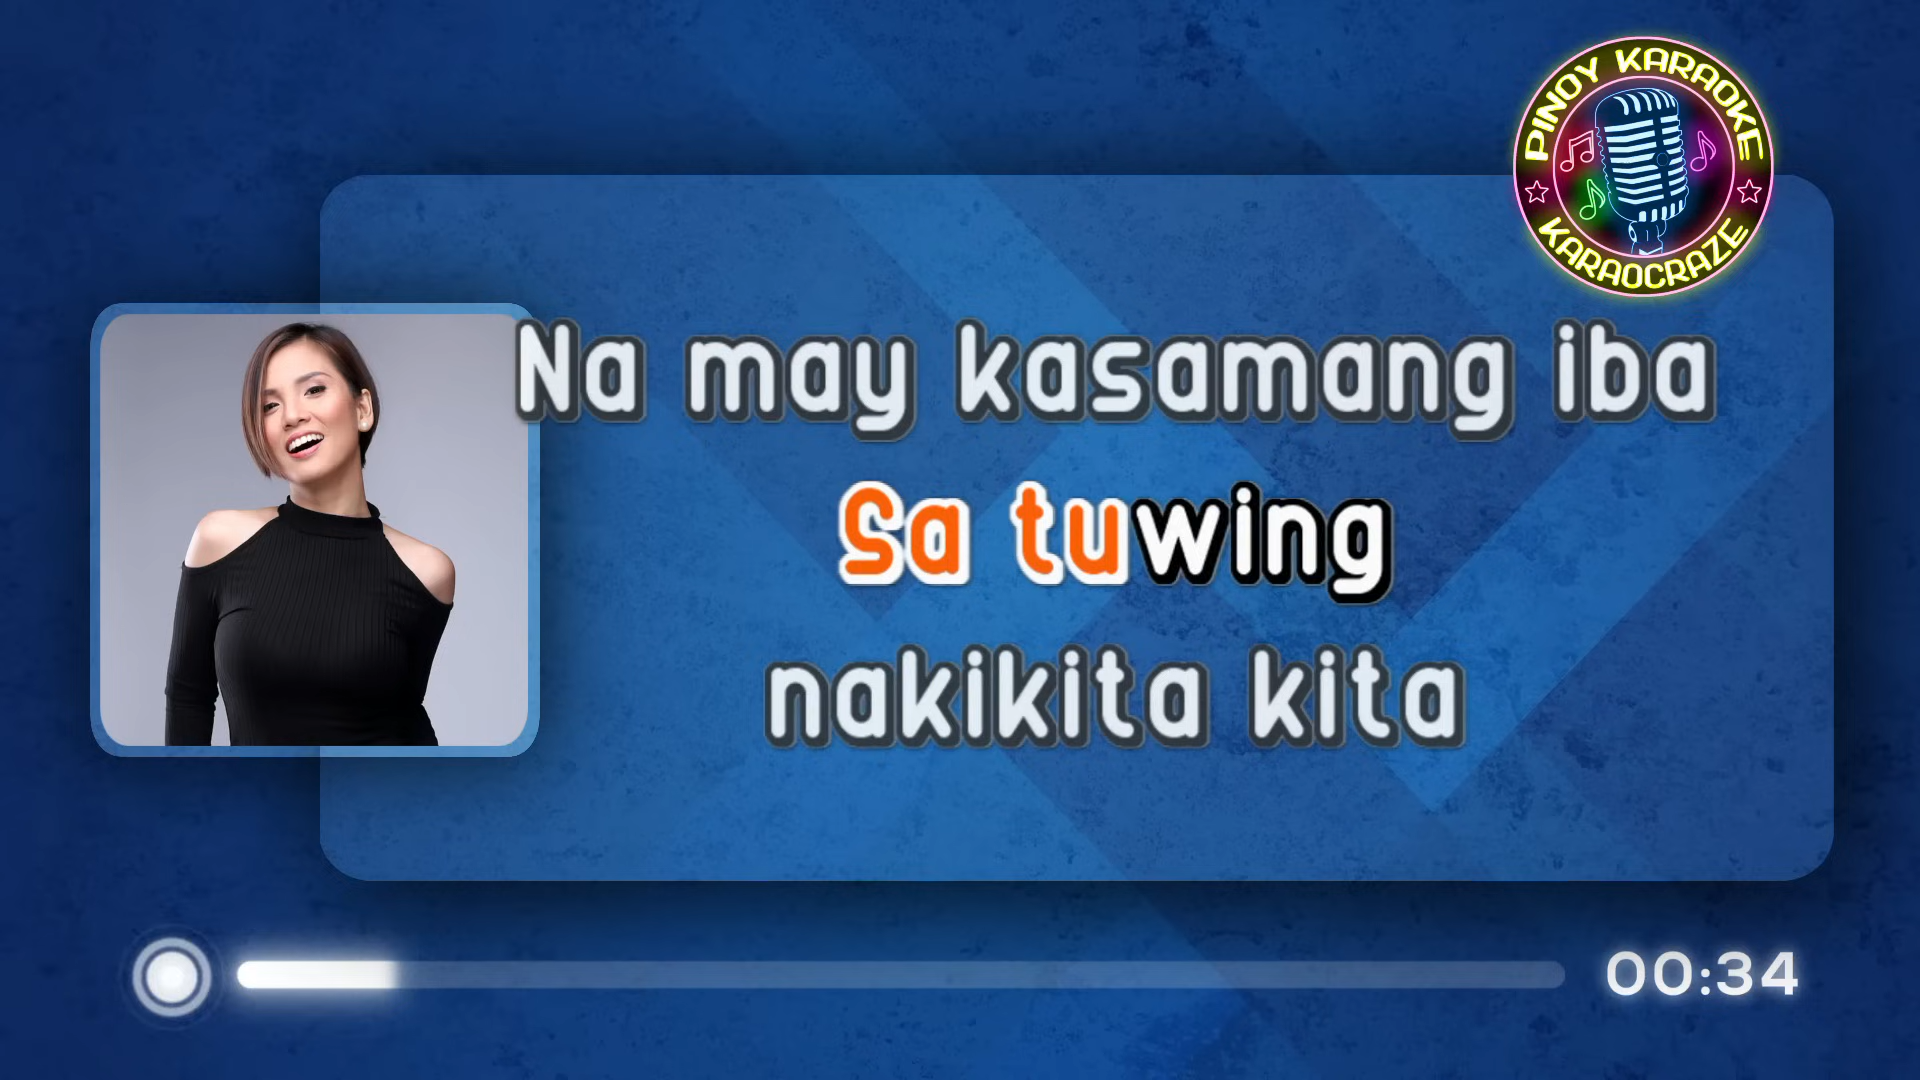 PINOY KARAOKE
KARAOCRAZE
Na may kasamang iba
Sa tuwing
nakikita kita
00:34